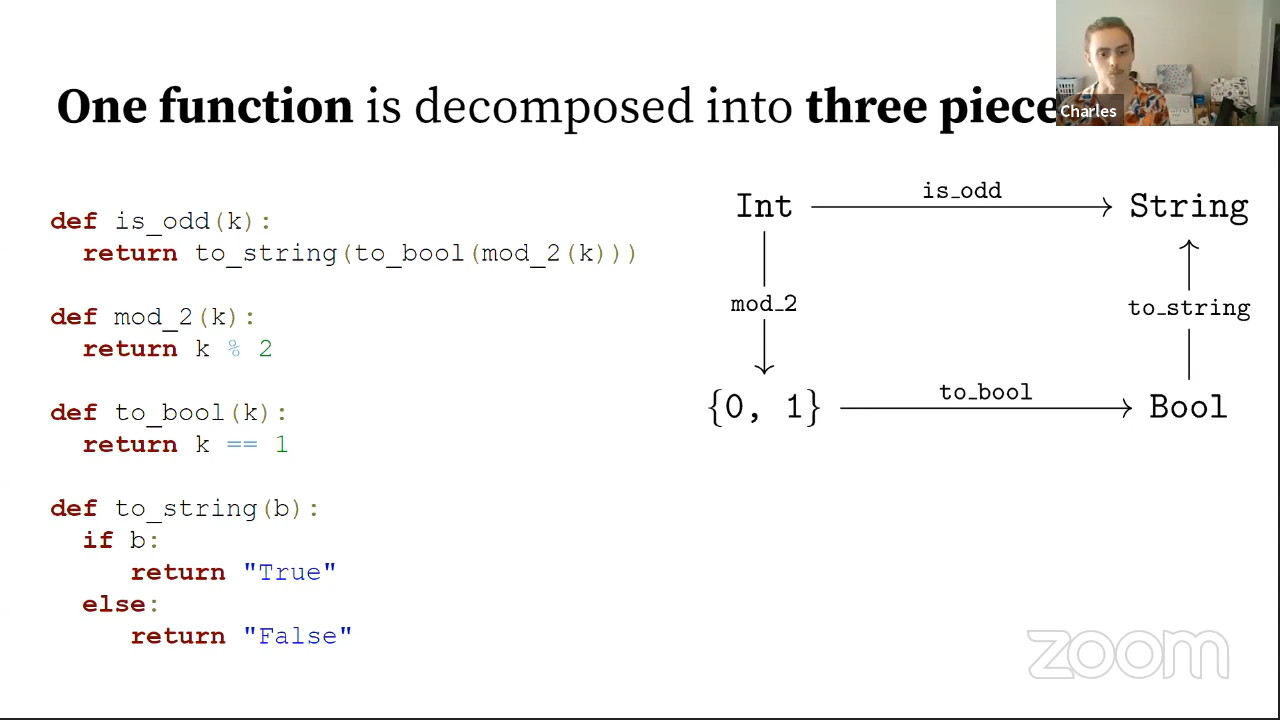 One function is decomposed into three piece
Charles
def is_odd(k):
return to_string(to_bool(mod_2(k)))
def mod_2(k):
return k % 2
def to_bool(k):
return k == 1
def to_string(b):
if b:
return "True"
else:
return "False"
is_odd
Int
String
mod_2
to_string
to_bool
{0, 1}
Bool
zoom